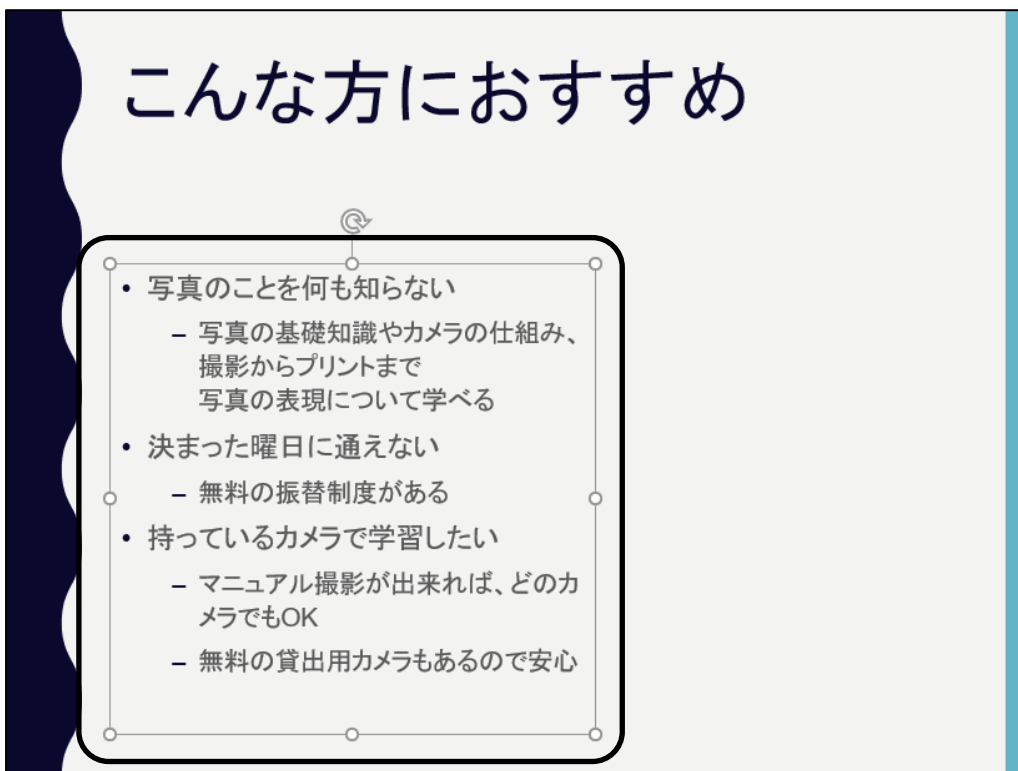 こんな方におすすめ
• 写真のことを何も知らない
– 写真の基礎知識やカメラの仕組み、
撮影からプリントまで
写真の表現について学べる
• 決まった曜日に通えない
– 無料の振替制度がある
• 持っているカメラで学習したい
– マニュアル撮影が出来れば、どのカ
メラでもOK
– 無料の貸出用カメラもあるので安心